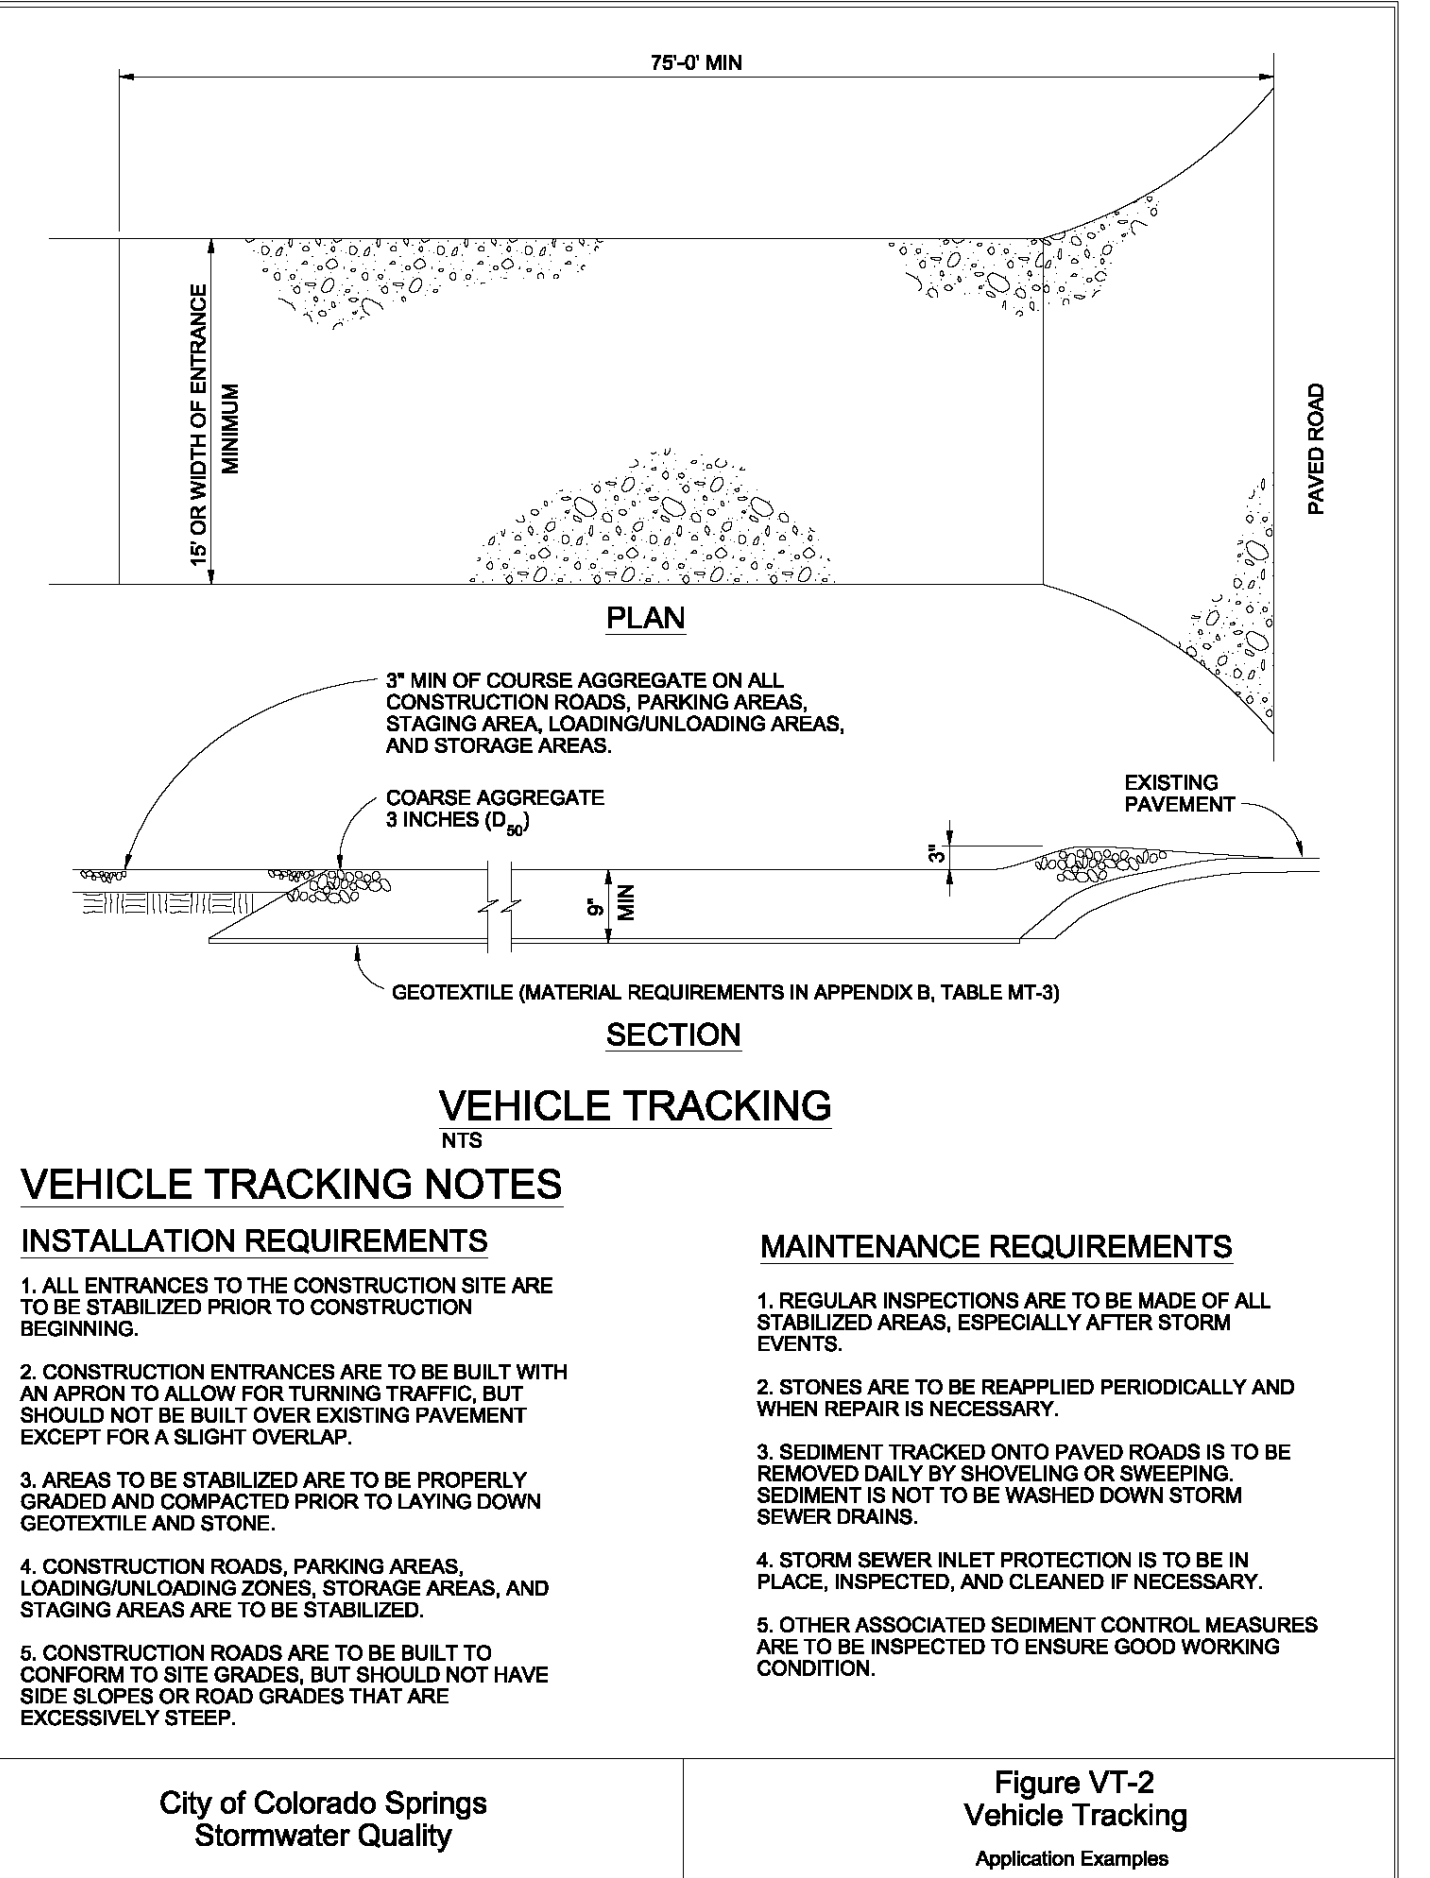 75'-0' MIN
15' OR WIDTH OF ENTRANCE
MINIMUM
PAVED ROAD
PLAN
3" MIN OF COURSE AGGREGATE ON ALL
CONSTRUCTION ROADS, PARKING AREAS,
STAGING AREA, LOADING/UNLOADING AREAS,
AND STORAGE AREAS.
COARSE AGGREGATE
3 INCHES (D50)
EXISTING
PAVEMENT
3"
9"
MIN
GEOTEXTILE (MATERIAL REQUIREMENTS IN APPENDIX B, TABLE MT-3)
SECTION
VEHICLE TRACKING
NTS
VEHICLE TRACKING NOTES
INSTALLATION REQUIREMENTS
1. ALL ENTRANCES TO THE CONSTRUCTION SITE ARE
TO BE STABILIZED PRIOR TO CONSTRUCTION
BEGINNING.
2. CONSTRUCTION ENTRANCES ARE TO BE BUILT WITH
AN APRON TO ALLOW FOR TURNING TRAFFIC, BUT
SHOULD NOT BE BUILT OVER EXISTING PAVEMENT
EXCEPT FOR A SLIGHT OVERLAP.
3. AREAS TO BE STABILIZED ARE TO BE PROPERLY
GRADED AND COMPACTED PRIOR TO LAYING DOWN
GEOTEXTILE AND STONE.
4. CONSTRUCTION ROADS, PARKING AREAS,
LOADING/UNLOADING ZONES, STORAGE AREAS, AND
STAGING AREAS ARE TO BE STABILIZED.
5. CONSTRUCTION ROADS ARE TO BE BUILT TO
CONFORM TO SITE GRADES, BUT SHOULD NOT HAVE
SIDE SLOPES OR ROAD GRADES THAT ARE
EXCESSIVELY STEEP.
MAINTENANCE REQUIREMENTS
1. REGULAR INSPECTIONS ARE TO BE MADE OF ALL
STABILIZED AREAS, ESPECIALLY AFTER STORM
EVENTS.
2. STONES ARE TO BE REAPPLIED PERIODICALLY AND
WHEN REPAIR IS NECESSARY.
3. SEDIMENT TRACKED ONTO PAVED ROADS IS TO BE
REMOVED DAILY BY SHOVELING OR SWEEPING.
SEDIMENT IS NOT TO BE WASHED DOWN STORM
SEWER DRAINS.
4. STORM SEWER INLET PROTECTION IS TO BE IN
PLACE, INSPECTED, AND CLEANED IF NECESSARY.
5. OTHER ASSOCIATED SEDIMENT CONTROL MEASURES
ARE TO BE INSPECTED TO ENSURE GOOD WORKING
CONDITION.
City of Colorado Springs
Stormwater Quality
Figure VT-2
Vehicle Tracking
Application Examples